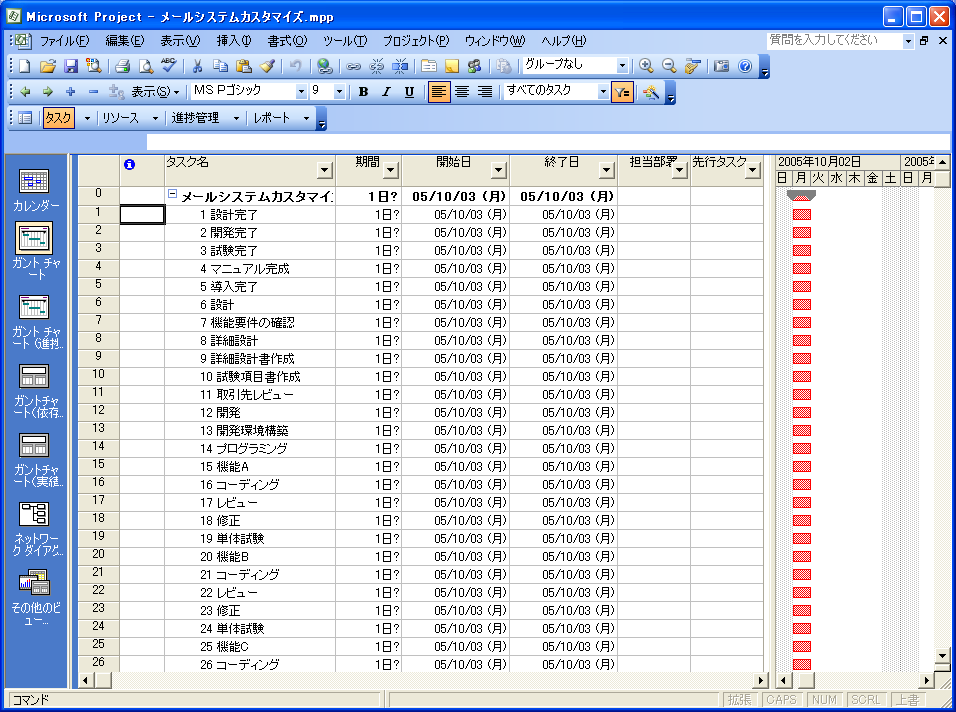 Microsoft Project - メールシステムカスタマイズ.mpp
ファイル(F) 編集(E) 表示(V) 挿入(I) 書式(O) ツール(T) プロジェクト(P) ウィンドウ(W) ヘルプ(H) 質問を入力してください
グループなし
表示(S) MS Pゴシック 9 B I U すべてのタスク
タスク リソース 進捗管理 レポート
タスク名 期間 開始日 終了日 担当部署 先行タスク 2005年10月02日 2005年
日 月 火 水 木 金 土 日 月
0 メールシステムカスタマイズ 1日? 05/10/03 (月) 05/10/03 (月)
1 1 設計完了 1日? 05/10/03 (月) 05/10/03 (月)
2 2 開発完了 1日? 05/10/03 (月) 05/10/03 (月)
3 3 試験完了 1日? 05/10/03 (月) 05/10/03 (月)
4 4 マニュアル完成 1日? 05/10/03 (月) 05/10/03 (月)
5 5 導入完了 1日? 05/10/03 (月) 05/10/03 (月)
6 6 設計 1日? 05/10/03 (月) 05/10/03 (月)
7 7 機能要件の確認 1日? 05/10/03 (月) 05/10/03 (月)
8 8 詳細設計 1日? 05/10/03 (月) 05/10/03 (月)
9 9 詳細設計書作成 1日? 05/10/03 (月) 05/10/03 (月)
10 10 試験項目書作成 1日? 05/10/03 (月) 05/10/03 (月)
11 11 取引先レビュー 1日? 05/10/03 (月) 05/10/03 (月)
12 12 開発 1日? 05/10/03 (月) 05/10/03 (月)
13 13 開発環境構築 1日? 05/10/03 (月) 05/10/03 (月)
14 14 プログラミング 1日? 05/10/03 (月) 05/10/03 (月)
15 15 機能A 1日? 05/10/03 (月) 05/10/03 (月)
16 16 コーディング 1日? 05/10/03 (月) 05/10/03 (月)
17 17 レビュー 1日? 05/10/03 (月) 05/10/03 (月)
18 18 修正 1日? 05/10/03 (月) 05/10/03 (月)
19 19 単体試験 1日? 05/10/03 (月) 05/10/03 (月)
20 20 機能B 1日? 05/10/03 (月) 05/10/03 (月)
21 21 コーディング 1日? 05/10/03 (月) 05/10/03 (月)
22 22 レビュー 1日? 05/10/03 (月) 05/10/03 (月)
23 23 修正 1日? 05/10/03 (月) 05/10/03 (月)
24 24 単体試験 1日? 05/10/03 (月) 05/10/03 (月)
25 25 機能C 1日? 05/10/03 (月) 05/10/03 (月)
26 26 コーディング 1日? 05/10/03 (月) 05/10/03 (月)
カレンダー
ガント チャ
ート
ガント チャ
ート (進捗..
ガントチャ
ート(依存..
ガントチャ
ート(実績..
ネットワー
ク ダイアグ..
その他のビ
ュー...
コマンド 拡張 CAPS NUM SCRL 上書